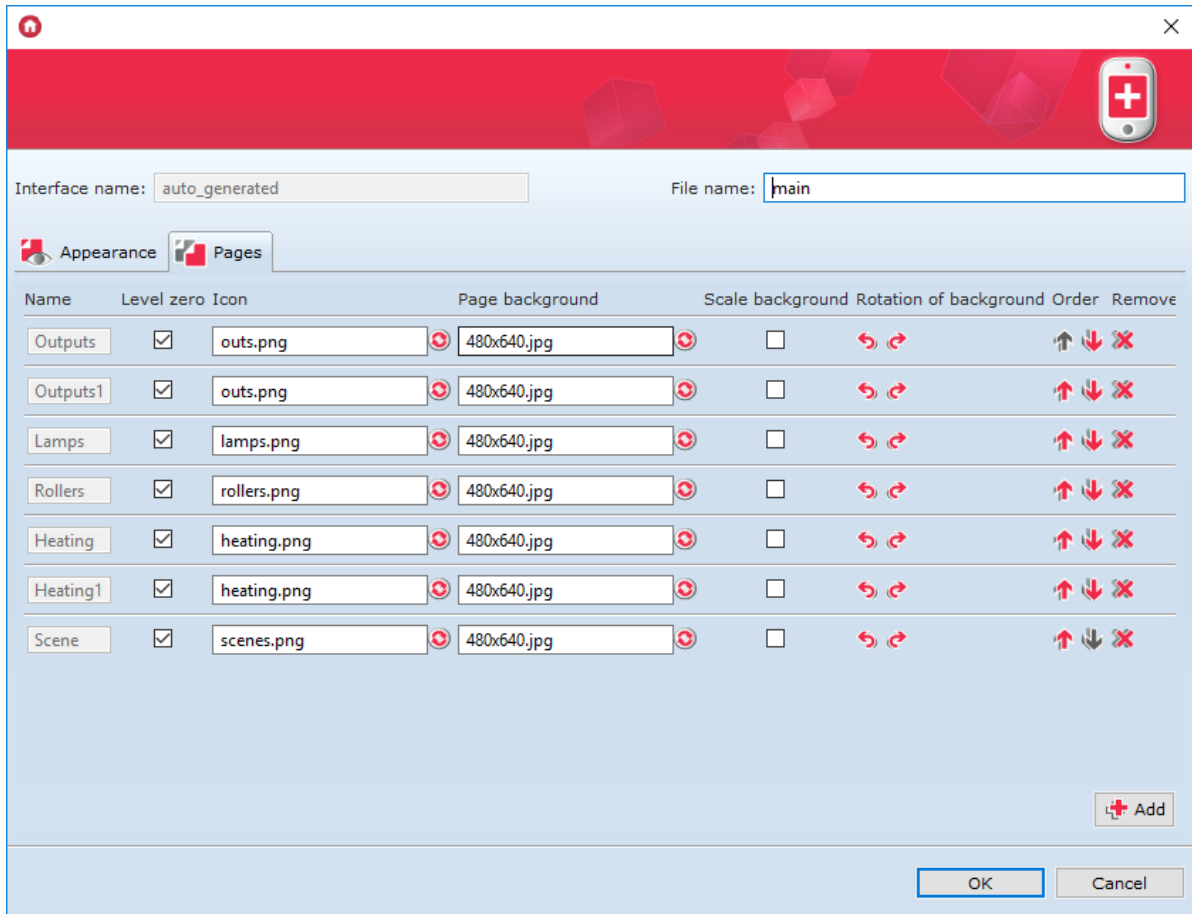 Interface name: auto_generated File name: main
Appearance Pages
Name Level zero Icon Page background Scale background Rotation of background Order Remove
Outputs outs.png 480x640.jpg
Outputs1 outs.png 480x640.jpg
Lamps lamps.png 480x640.jpg
Rollers rollers.png 480x640.jpg
Heating heating.png 480x640.jpg
Heating1 heating.png 480x640.jpg
Scene scenes.png 480x640.jpg
Add
OK Cancel